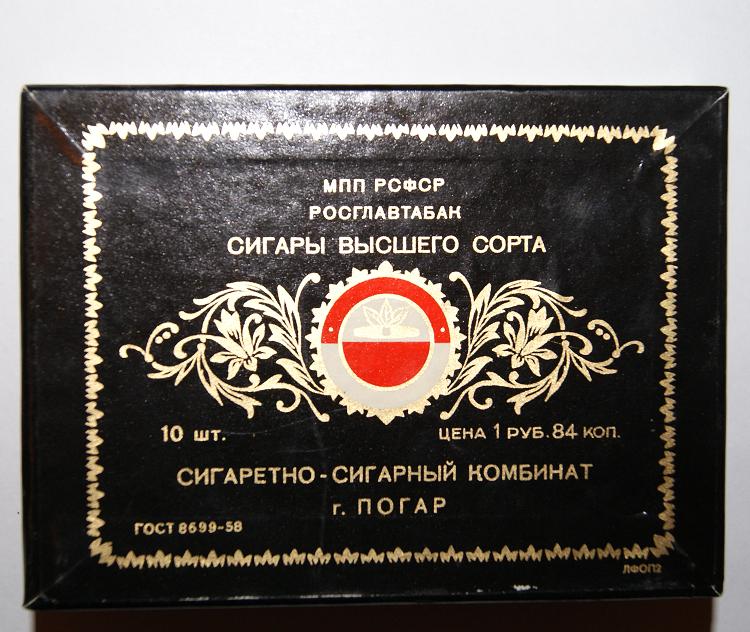 МПП РСФСР
РОСГЛАВТАБАК
СИГАРЫ ВЫСШЕГО СОРТА
10 шт.
ЦЕНА 1 РУБ. 84 КОП.
СИГАРЕТНО-СИГАРНЫЙ КОМБИНАТ
г. ПОГАР
ГОСТ 8699-58
ЛФОП2